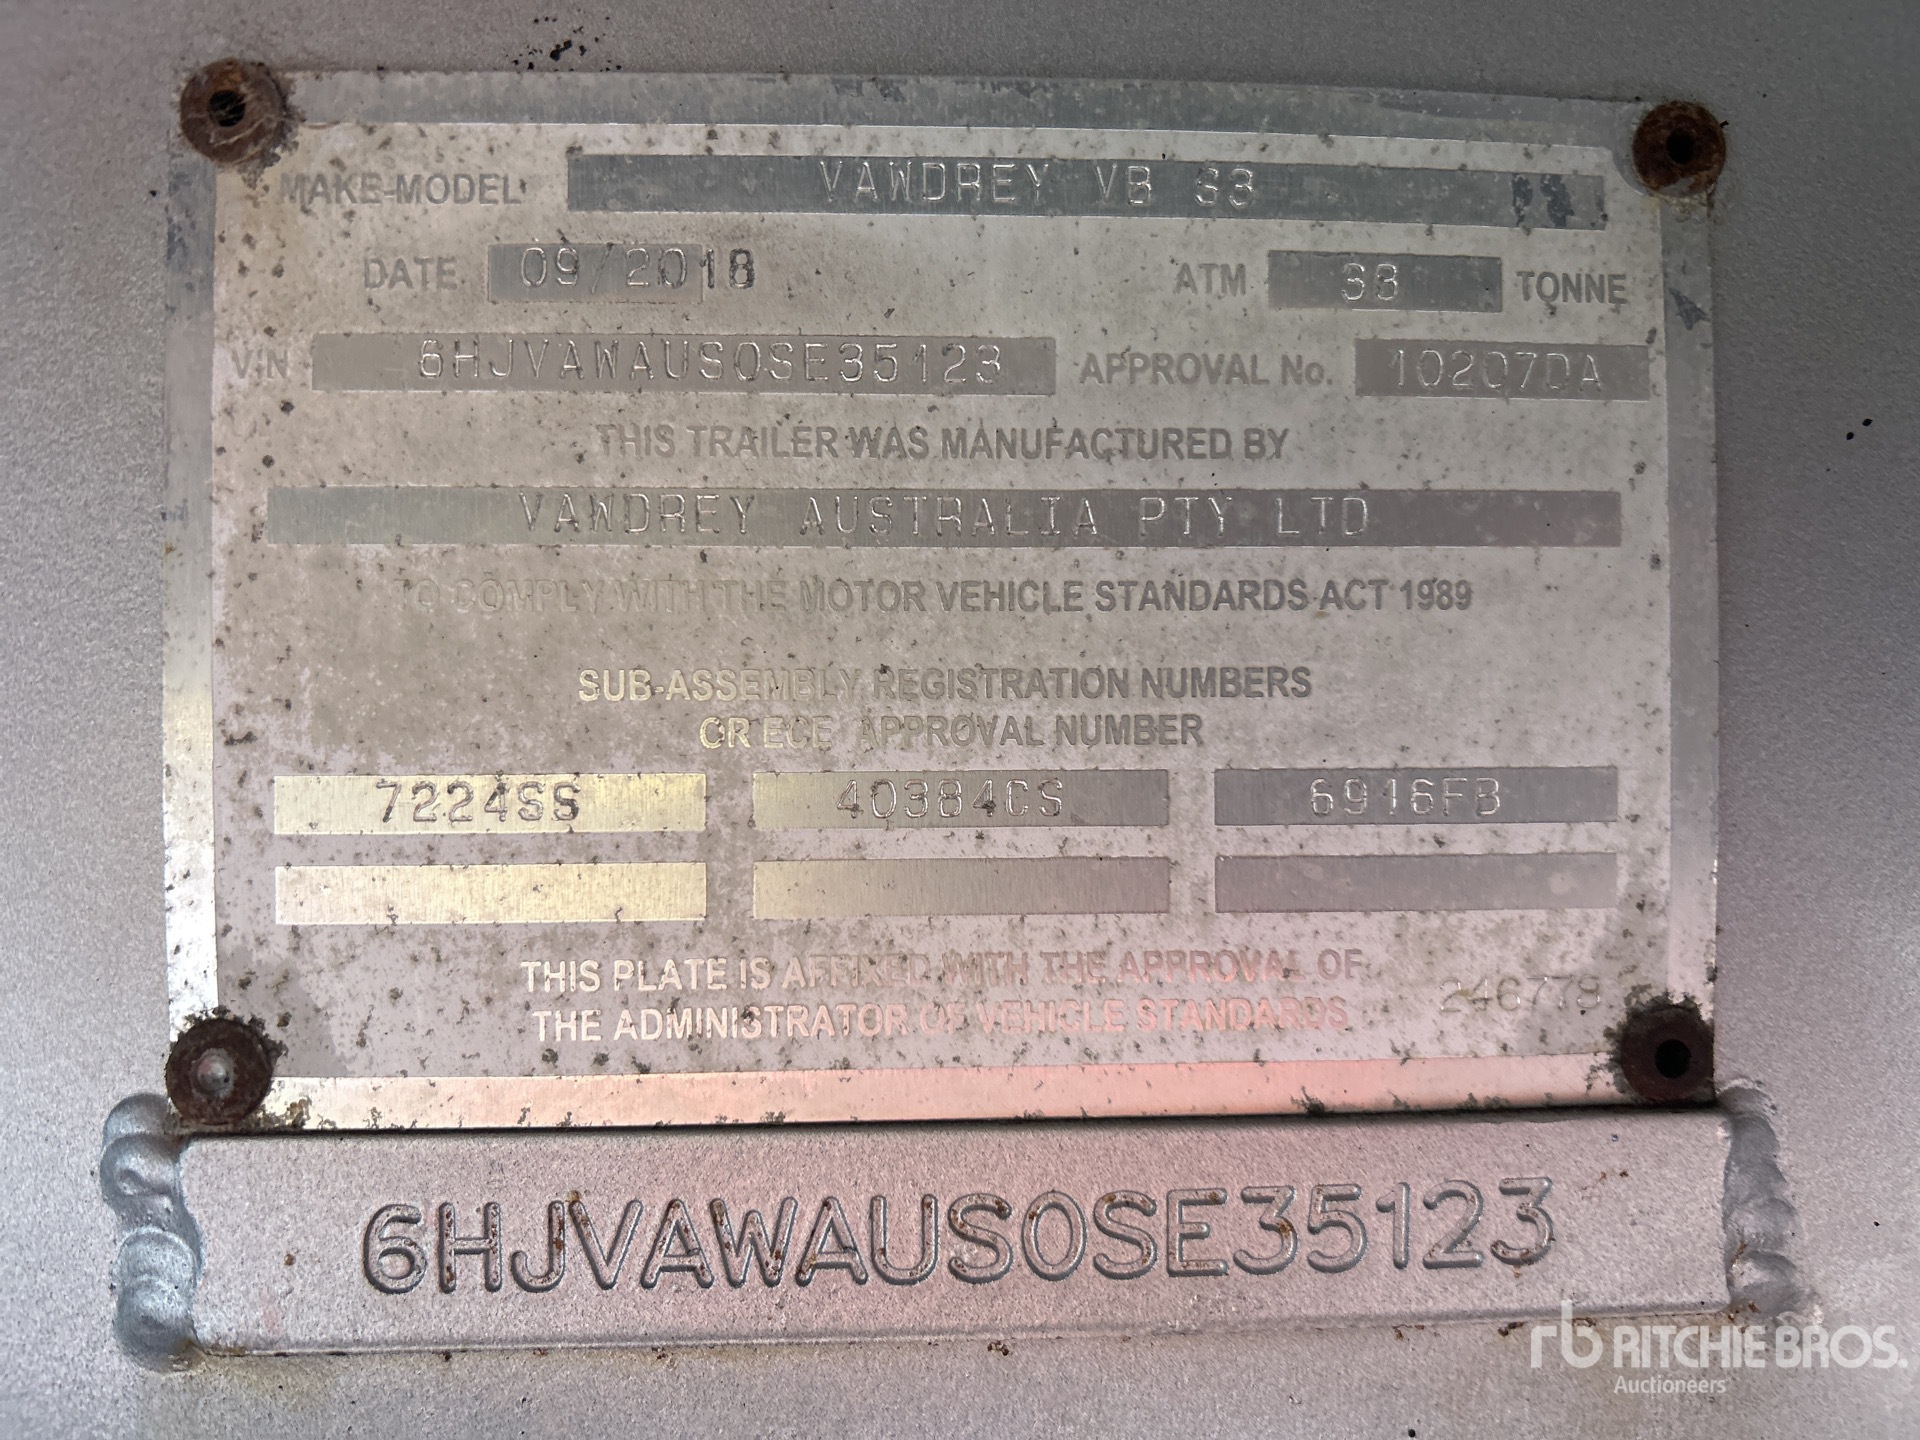 MAKE-MODEL VAWDREY VB S3
DATE 09/2018 ATM 38 TONNE
VIN 6HJVAWAUS0SE35123 APPROVAL No. 10207DA
THIS TRAILER WAS MANUFACTURED BY
VAWDREY AUSTRALIA PTY LTD
TO COMPLY WITH THE MOTOR VEHICLE STANDARDS ACT 1989
SUB-ASSEMBLY REGISTRATION NUMBERS
OR ECE APPROVAL NUMBER
7224SS 40384CS 6916FB
THIS PLATE IS AFFIXED WITH THE APPROVAL OF
THE ADMINISTRATOR OF VEHICLE STANDARDS 246778
6HJVAWAUS0SE35123
rb RITCHIE BROS.
Auctioneers